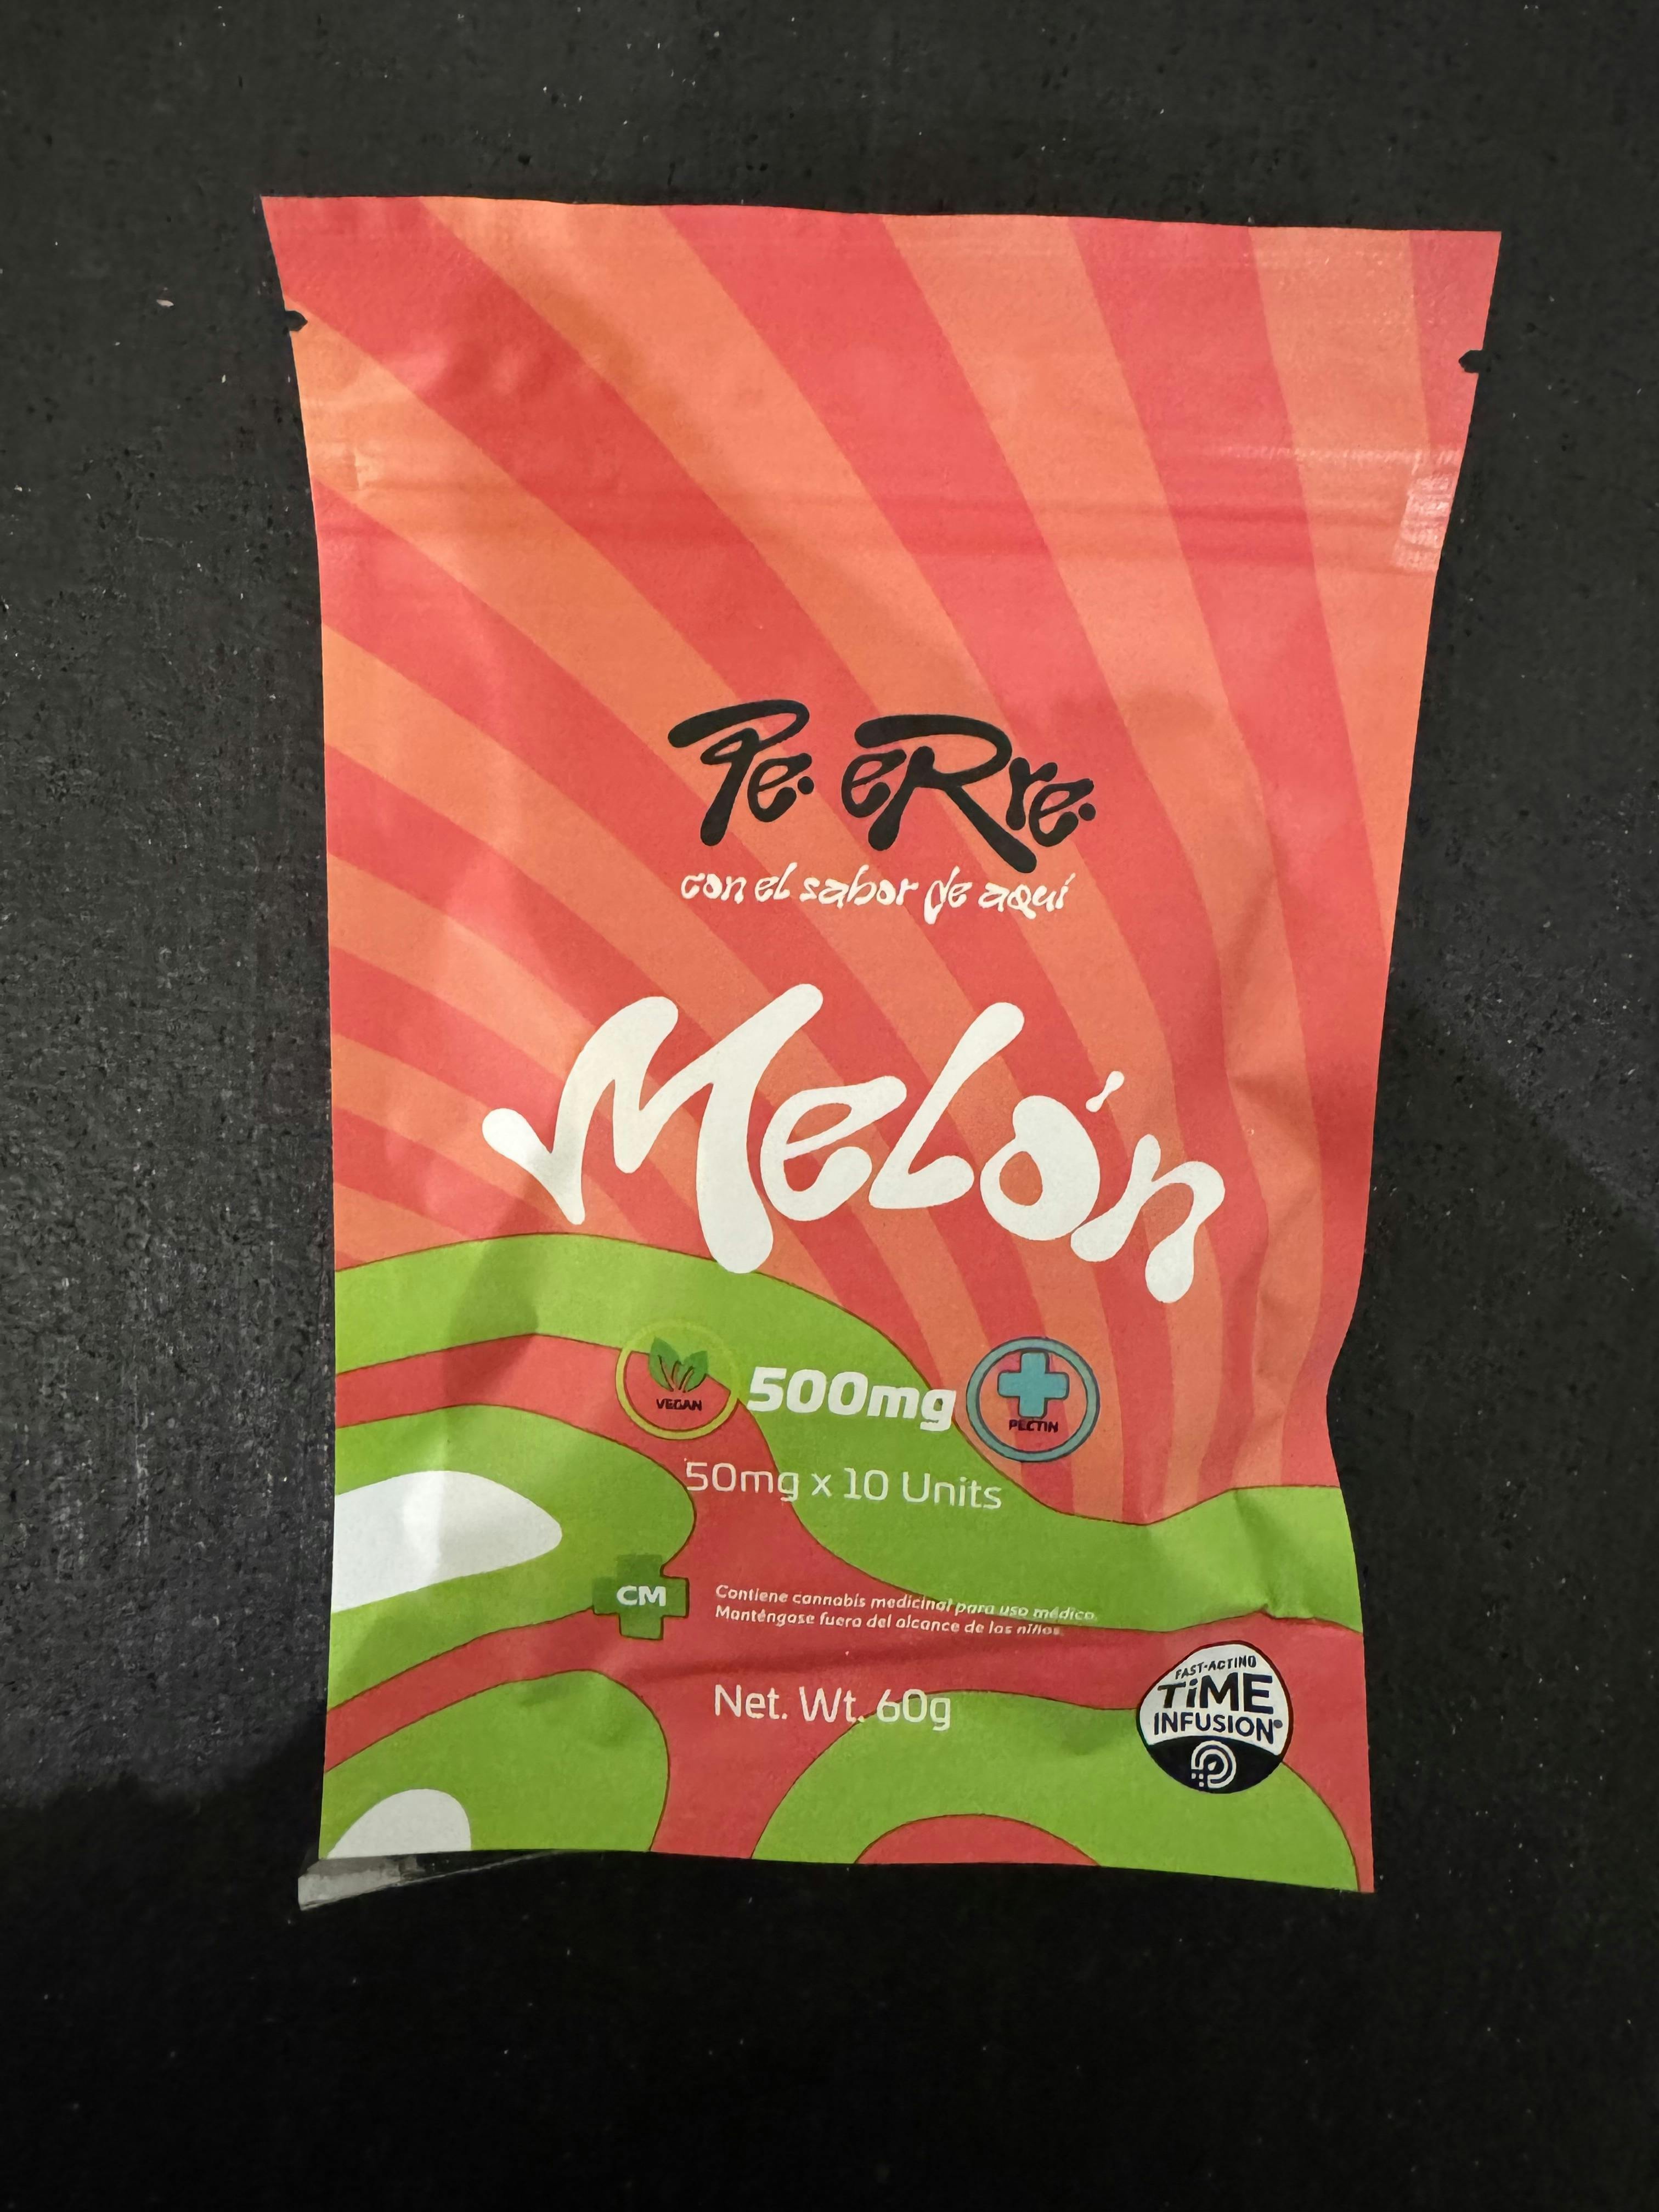 Pe. eRre.
con el sabor de aquí
Melón
VEGAN
500mg
PECTIN
50mg x 10 Units
CM
Contiene cannabis medicinal para uso médico.
Manténgase fuera del alcance de los niños.
Net. Wt. 60g
FAST-ACTING
TiME
INFUSION®